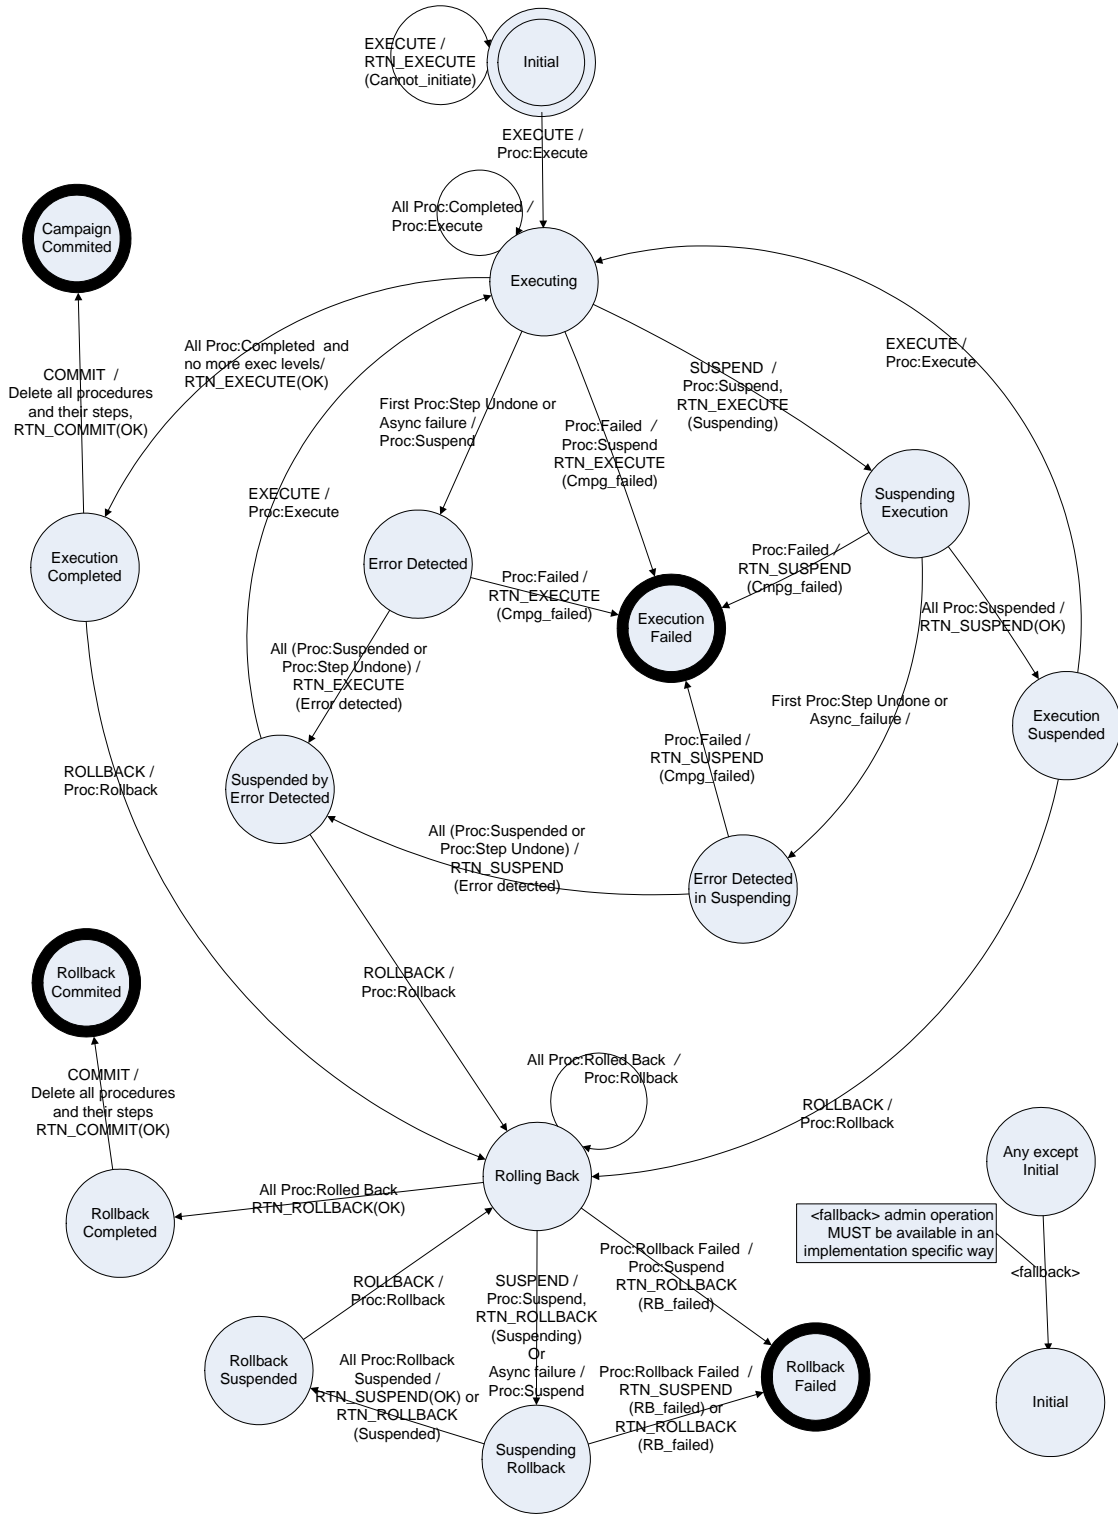 EXECUTE /
RTN_EXECUTE
(Cannot_initiate)
Initial
EXECUTE /
Proc:Execute
All Proc:Completed /
Proc:Execute
Campaign
Commited
Executing
All Proc:Completed  and
no more exec levels/
RTN_EXECUTE(OK)
EXECUTE /
Proc:Execute
COMMIT  /
Delete all procedures
and their steps,
RTN_COMMIT(OK)
First Proc:Step Undone or
Async failure /
Proc:Suspend
Proc:Failed  /
Proc:Suspend
RTN_EXECUTE
(Cmpg_failed)
SUSPEND  /
Proc:Suspend,
RTN_EXECUTE
(Suspending)
EXECUTE /
Proc:Execute
Suspending
Execution
Execution
Completed
Error Detected
Proc:Failed /
RTN_EXECUTE
(Cmpg_failed)
Proc:Failed /
RTN_SUSPEND
(Cmpg_failed)
Execution
Failed
All Proc:Suspended /
RTN_SUSPEND(OK)
All (Proc:Suspended or
Proc:Step Undone) /
RTN_EXECUTE
(Error detected)
First Proc:Step Undone or
Async_failure /
Execution
Suspended
Proc:Failed /
RTN_SUSPEND
(Cmpg_failed)
ROLLBACK /
Proc:Rollback
Suspended by
Error Detected
All (Proc:Suspended or
Proc:Step Undone) /
RTN_SUSPEND
(Error detected)
Error Detected
in Suspending
Rollback
Commited
ROLLBACK /
Proc:Rollback
COMMIT /
Delete all procedures
and their steps
RTN_COMMIT(OK)
All Proc:Rolled Back  /
Proc:Rollback
ROLLBACK /
Proc:Rollback
Any except
Initial
Rolling Back
All Proc:Rolled Back
RTN_ROLLBACK(OK)
Rollback
Completed
<fallback> admin operation
MUST be available in an
implementation specific way
<fallback>
ROLLBACK /
Proc:Rollback
SUSPEND /
Proc:Suspend,
RTN_ROLLBACK
(Suspending)
Or
Async failure /
Proc:Suspend
Proc:Rollback Failed  /
Proc:Suspend
RTN_ROLLBACK
(RB_failed)
Rollback
Suspended
All Proc:Rollback
Suspended /
RTN_SUSPEND(OK) or
RTN_ROLLBACK
(Suspended)
Proc:Rollback Failed  /
RTN_SUSPEND
(RB_failed) or
RTN_ROLLBACK
(RB_failed)
Rollback
Failed
Initial
Suspending
Rollback